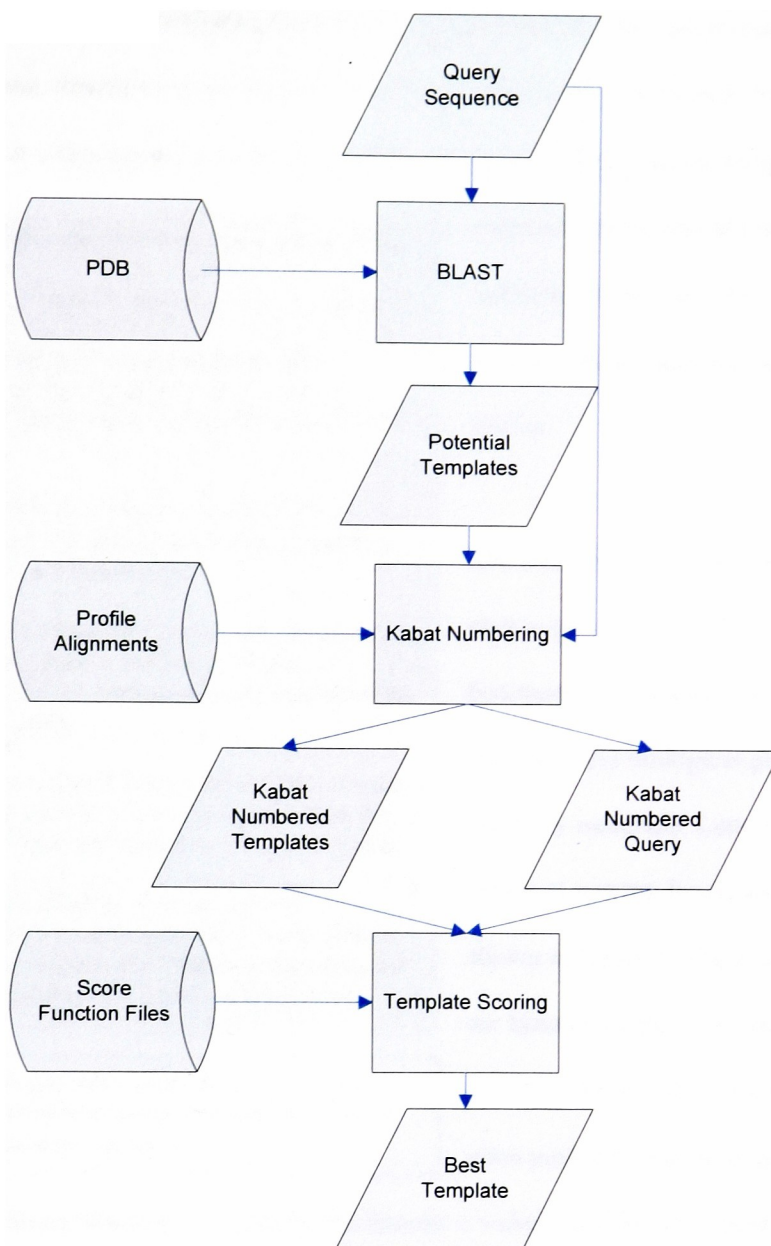 Query
Sequence
PDB
BLAST
Potential
Templates
Profile
Alignments
Kabat Numbering
Kabat
Numbered
Templates
Kabat
Numbered
Query
Score
Function Files
Template Scoring
Best
Template